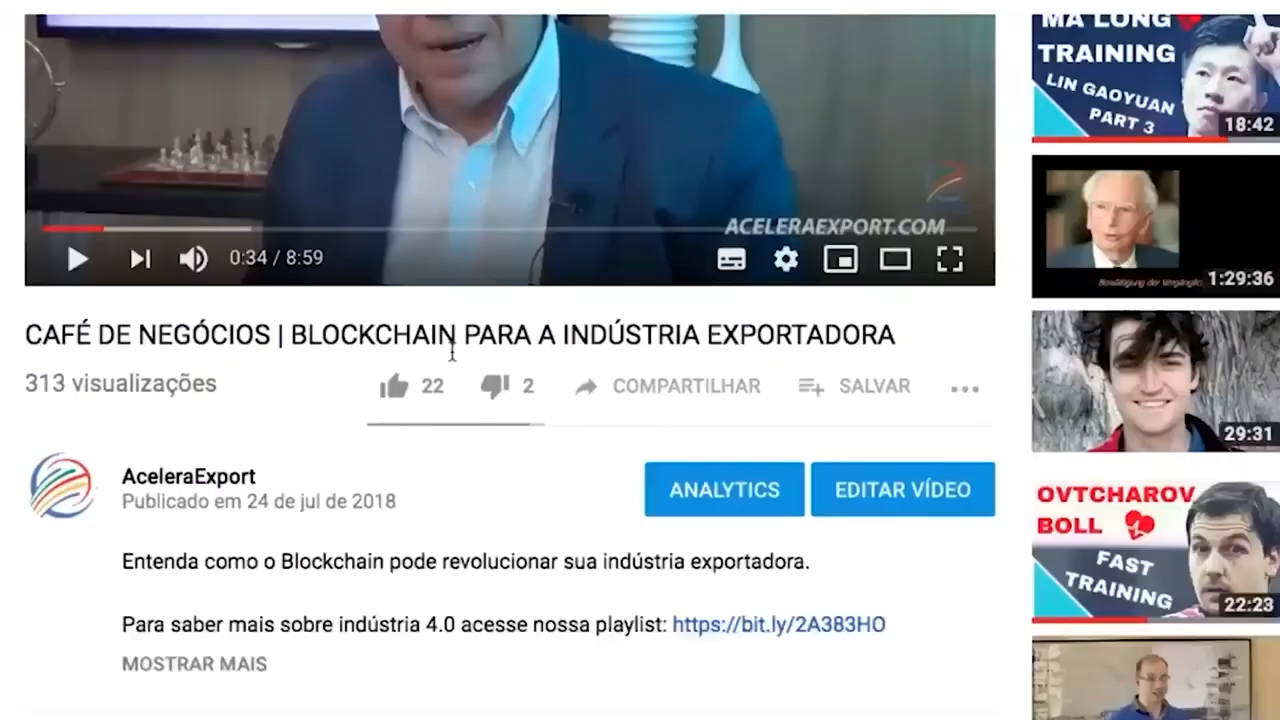 ACELERAEXPORT.COM
0:34 / 8:59
CAFÉ DE NEGÓCIOS | BLOCKCHAIN PARA A INDÚSTRIA EXPORTADORA
313 visualizações
22
2
COMPARTILHAR
SALVAR
AceleraExport
Publicado em 24 de jul de 2018
ANALYTICS
EDITAR VÍDEO
Entenda como o Blockchain pode revolucionar sua indústria exportadora.
Para saber mais sobre indústria 4.0 acesse nossa playlist: https://bit.ly/2A383HO
MOSTRAR MAIS
MA LONG
TRAINING
LIN GAOYUAN
PART 3
18:42
1:29:36
29:31
OVTCHAROV
BOLL
FAST
TRAINING
22:23